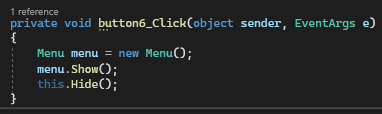 1 reference
private void button6_Click(object sender, EventArgs e)
{
Menu menu = new Menu();
menu.Show();
this.Hide();
}